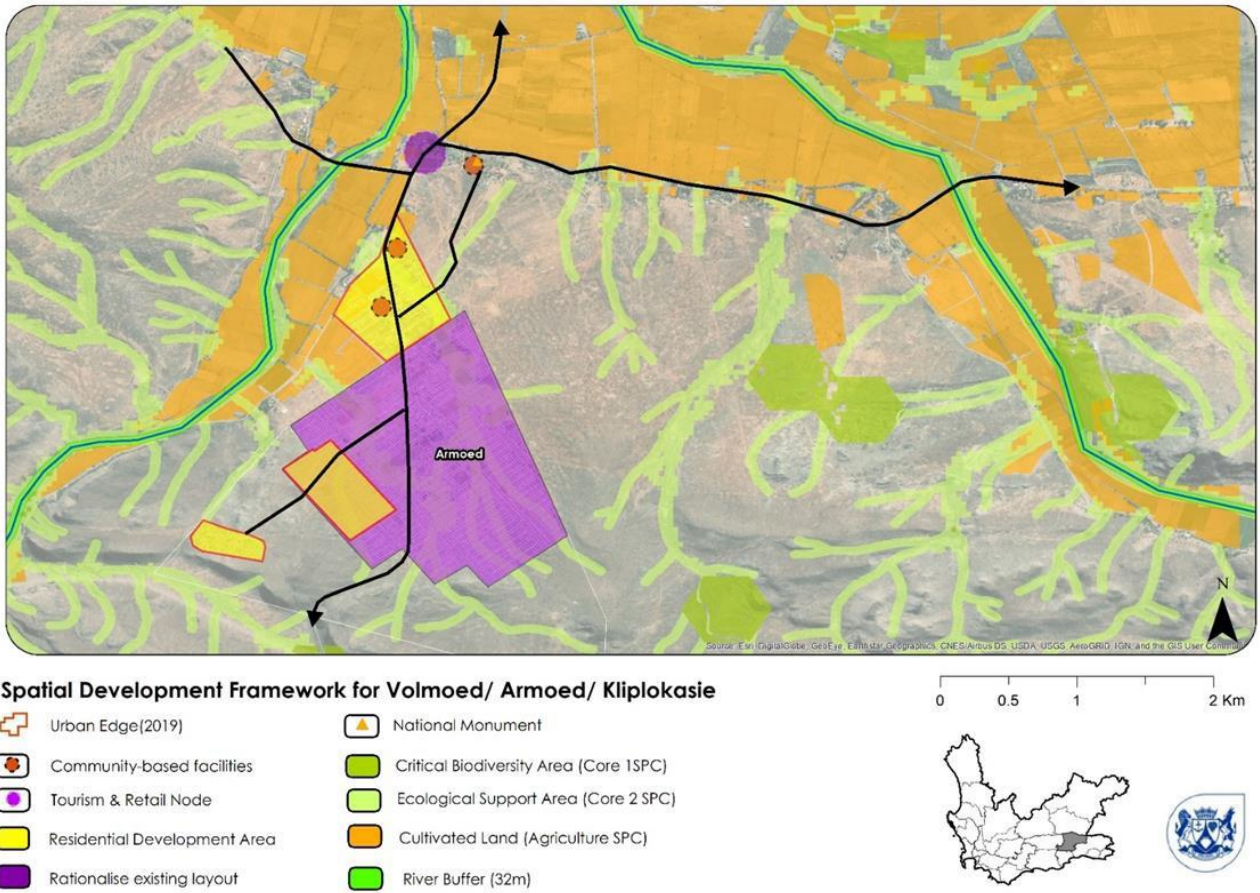 Armoed
N
Source: Esri, DigitalGlobe, GeoEye, Earthstar Geographics, CNES/Airbus DS, USDA, USGS, AeroGRID, IGN, and the GIS User Commun
Spatial Development Framework for Volmoed/ Armoed/ Kliplokasie
Urban Edge(2019)
Community-based facilities
Tourism & Retail Node
Residential Development Area
Rationalise existing layout
National Monument
Critical Biodiversity Area (Core 1SPC)
Ecological Support Area (Core 2 SPC)
Cultivated Land (Agriculture SPC)
River Buffer (32m)
0 0.5 1 2 Km